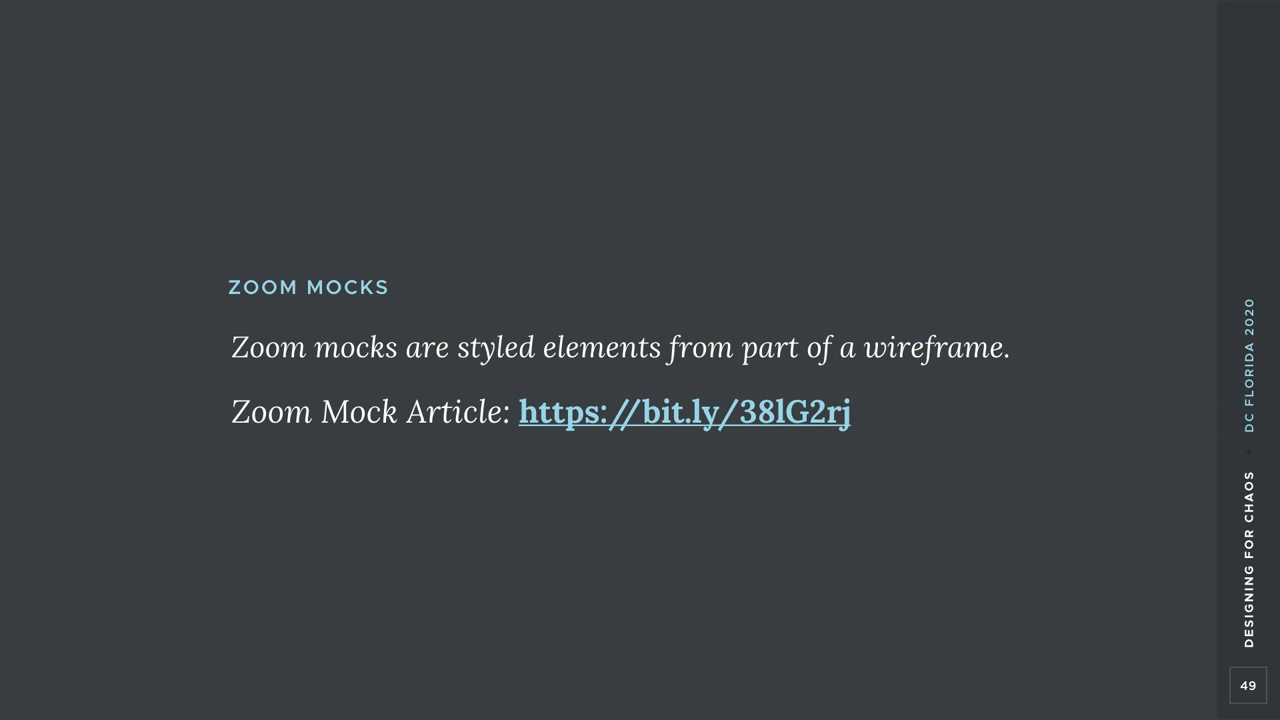 ZOOM MOCKS
Zoom mocks are styled elements from part of a wireframe.
Zoom Mock Article: https://bit.ly/38lG2rj
DESIGNING FOR CHAOS + DC FLORIDA 2020
49